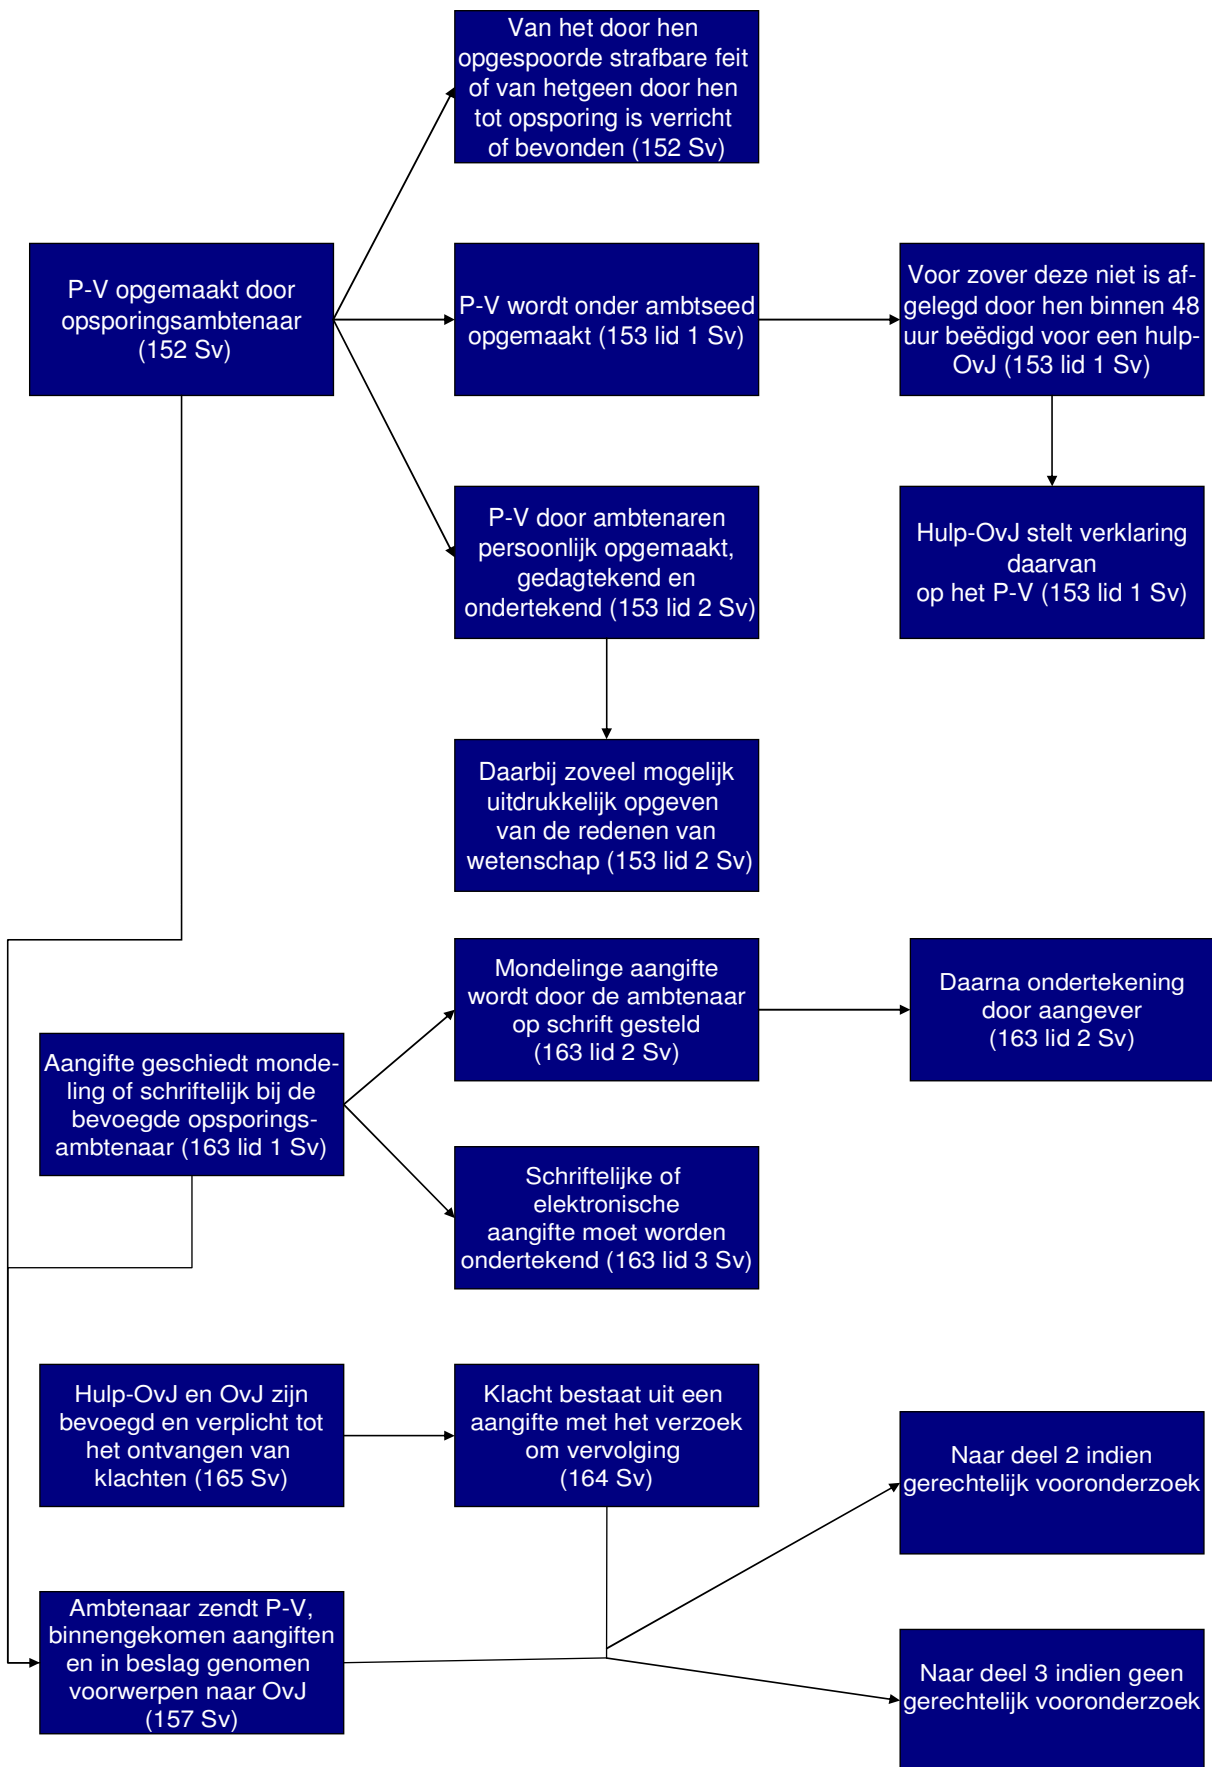 Van het door hen
opgespoorde strafbare feit
of van hetgeen door hen
tot opsporing is verricht
of bevonden (152 Sv)
P-V opgemaakt door
opsporingsambtenaar
(152 Sv)
P-V wordt onder ambtseed
opgemaakt (153 lid 1 Sv)
Voor zover deze niet is af-
gelegd door hen binnen 48
uur beëdigd voor een hulp-
OvJ (153 lid 1 Sv)
P-V door ambtenaren
persoonlijk opgemaakt,
gedagtekend en
ondertekend (153 lid 2 Sv)
Hulp-OvJ stelt verklaring
daarvan
op het P-V (153 lid 1 Sv)
Daarbij zoveel mogelijk
uitdrukkelijk opgeven
van de redenen van
wetenschap (153 lid 2 Sv)
Aangifte geschiedt monde-
ling of schriftelijk bij de
bevoegde opsporings-
ambtenaar (163 lid 1 Sv)
Mondelinge aangifte
wordt door de ambtenaar
op schrift gesteld
(163 lid 2 Sv)
Daarna ondertekening
door aangever
(163 lid 2 Sv)
Schriftelijke of
elektronische
aangifte moet worden
ondertekend (163 lid 3 Sv)
Hulp-OvJ en OvJ zijn
bevoegd en verplicht tot
het ontvangen van
klachten (165 Sv)
Klacht bestaat uit een
aangifte met het verzoek
om vervolging
(164 Sv)
Naar deel 2 indien
gerechtelijk vooronderzoek
Ambtenaar zendt P-V,
binnengekomen aangiften
en in beslag genomen
voorwerpen naar OvJ
(157 Sv)
Naar deel 3 indien geen
gerechtelijk vooronderzoek